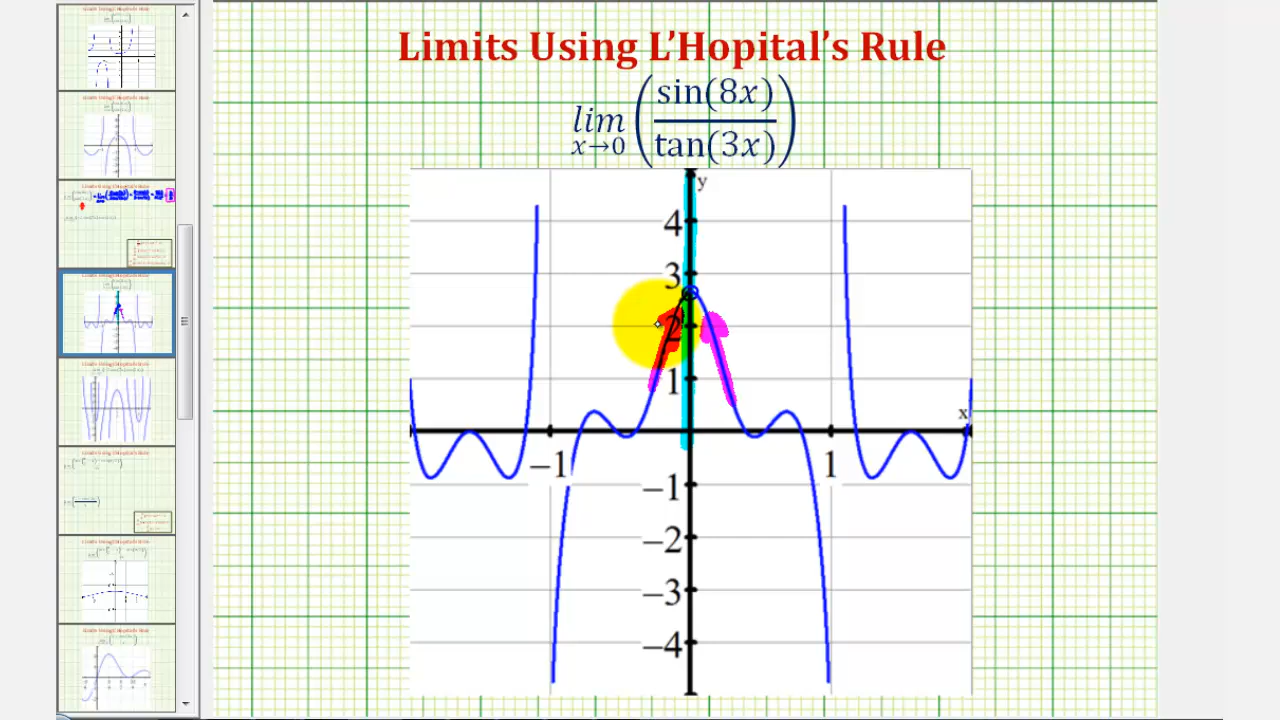 Limits Using L'Hopital's Rule
lim x→0 (sin(8x)/tan(3x))
y
4
3
2
1
x
−1 1
−1
−2
−3
−4